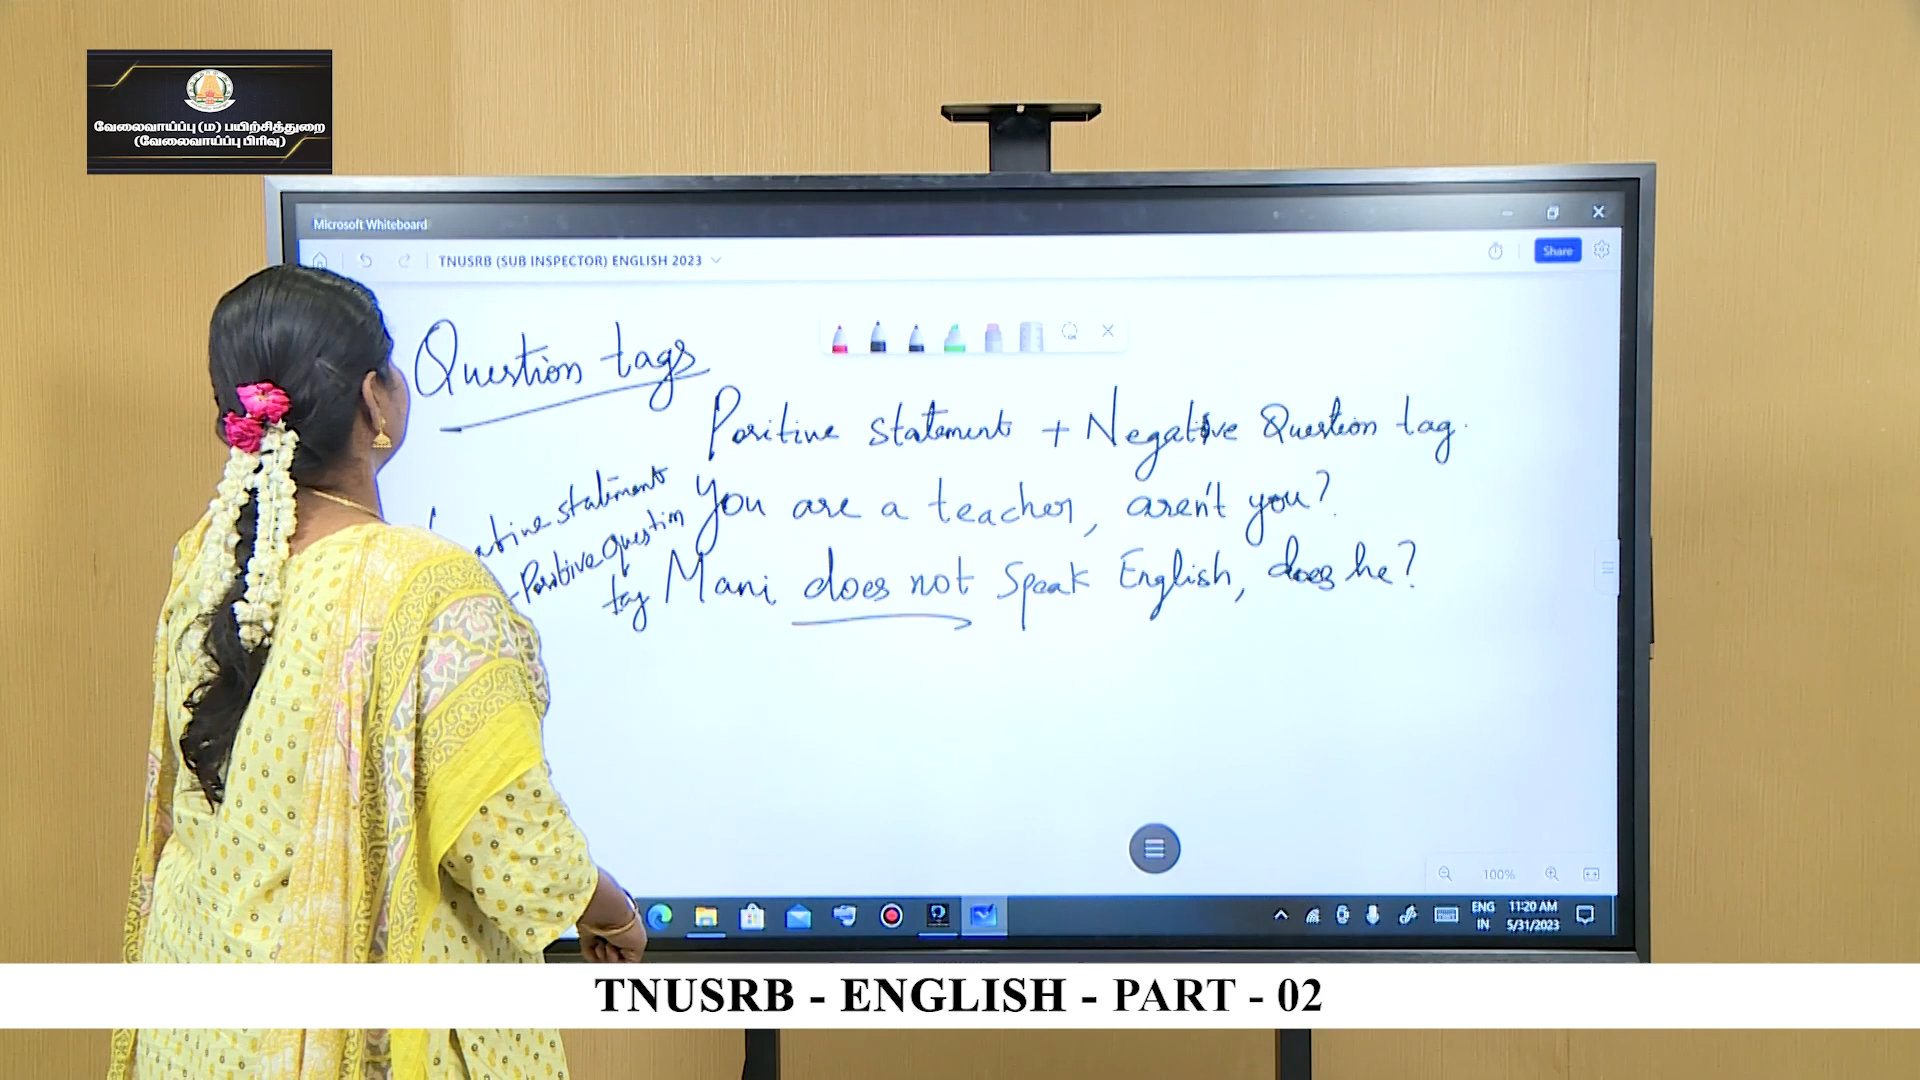 வேலைவாய்ப்பு (ம) பயிற்சித்துறை
(வேலைவாய்ப்பு பிரிவு)
Microsoft Whiteboard
TNUSRB (SUB INSPECTOR) ENGLISH 2023
Share
Question tags
Positive statement + Negative Question tag.
You are a teacher, aren't you?
statement
Positive question
tag
Mani does not Speak English, does he?
100%
ENG
IN
11:20 AM
5/31/2023
TNUSRB - ENGLISH - PART - 02